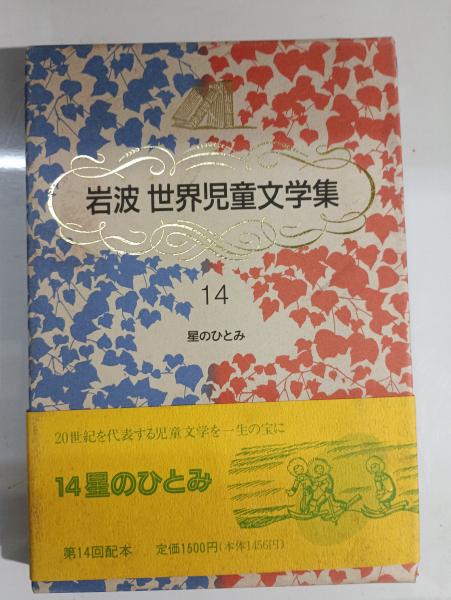 岩波 世界児童文学集
14
星のひとみ
20世紀を代表する児童文学を一生の宝に
14星のひとみ
第14回配本 定価1500円(本体1456円)